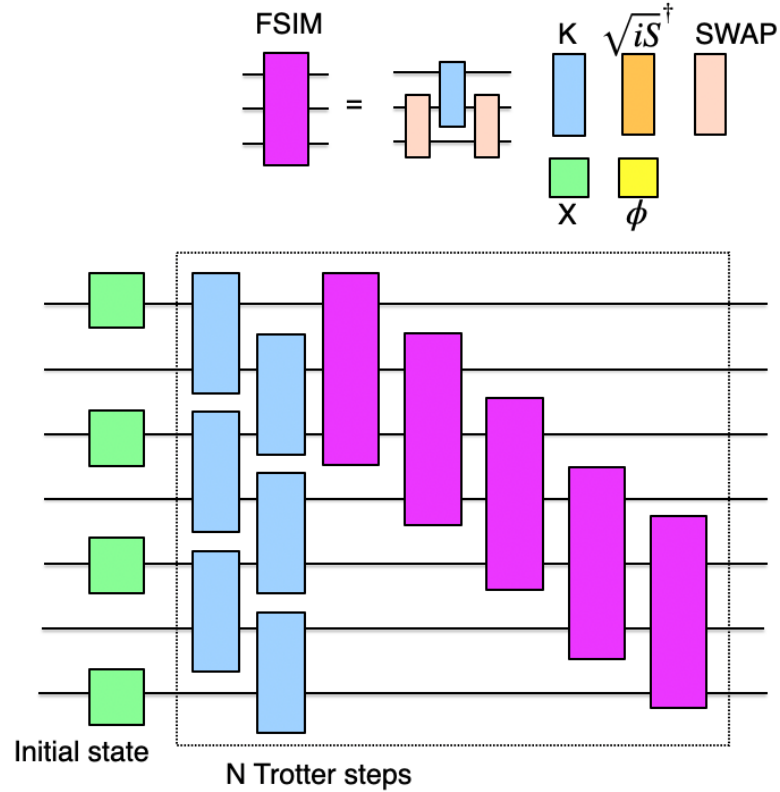 FSIM
=
K √iS† SWAP
X ϕ
Initial state
N Trotter steps